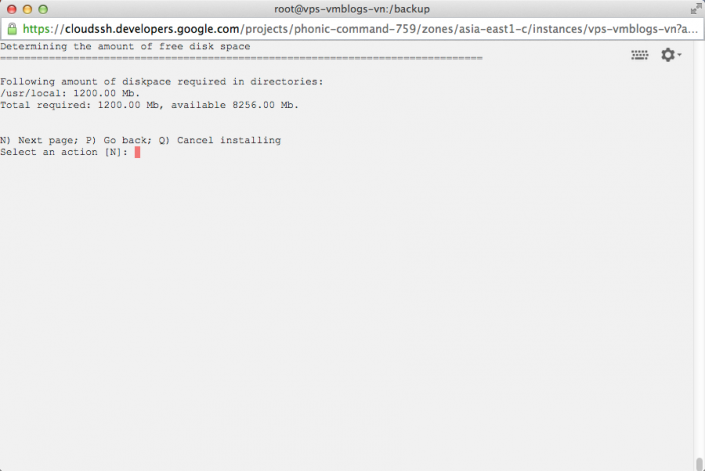 root@vps-vmblogs-vn:/backup
https://cloudssh.developers.google.com/projects/phonic-command-759/zones/asia-east1-c/instances/vps-vmblogs-vn?a...
Determining the amount of free disk space
===============================================================================
Following amount of diskpace required in directories:
/usr/local: 1200.00 Mb.
Total required: 1200.00 Mb, available 8256.00 Mb.
N) Next page; P) Go back; Q) Cancel installing
Select an action [N]: